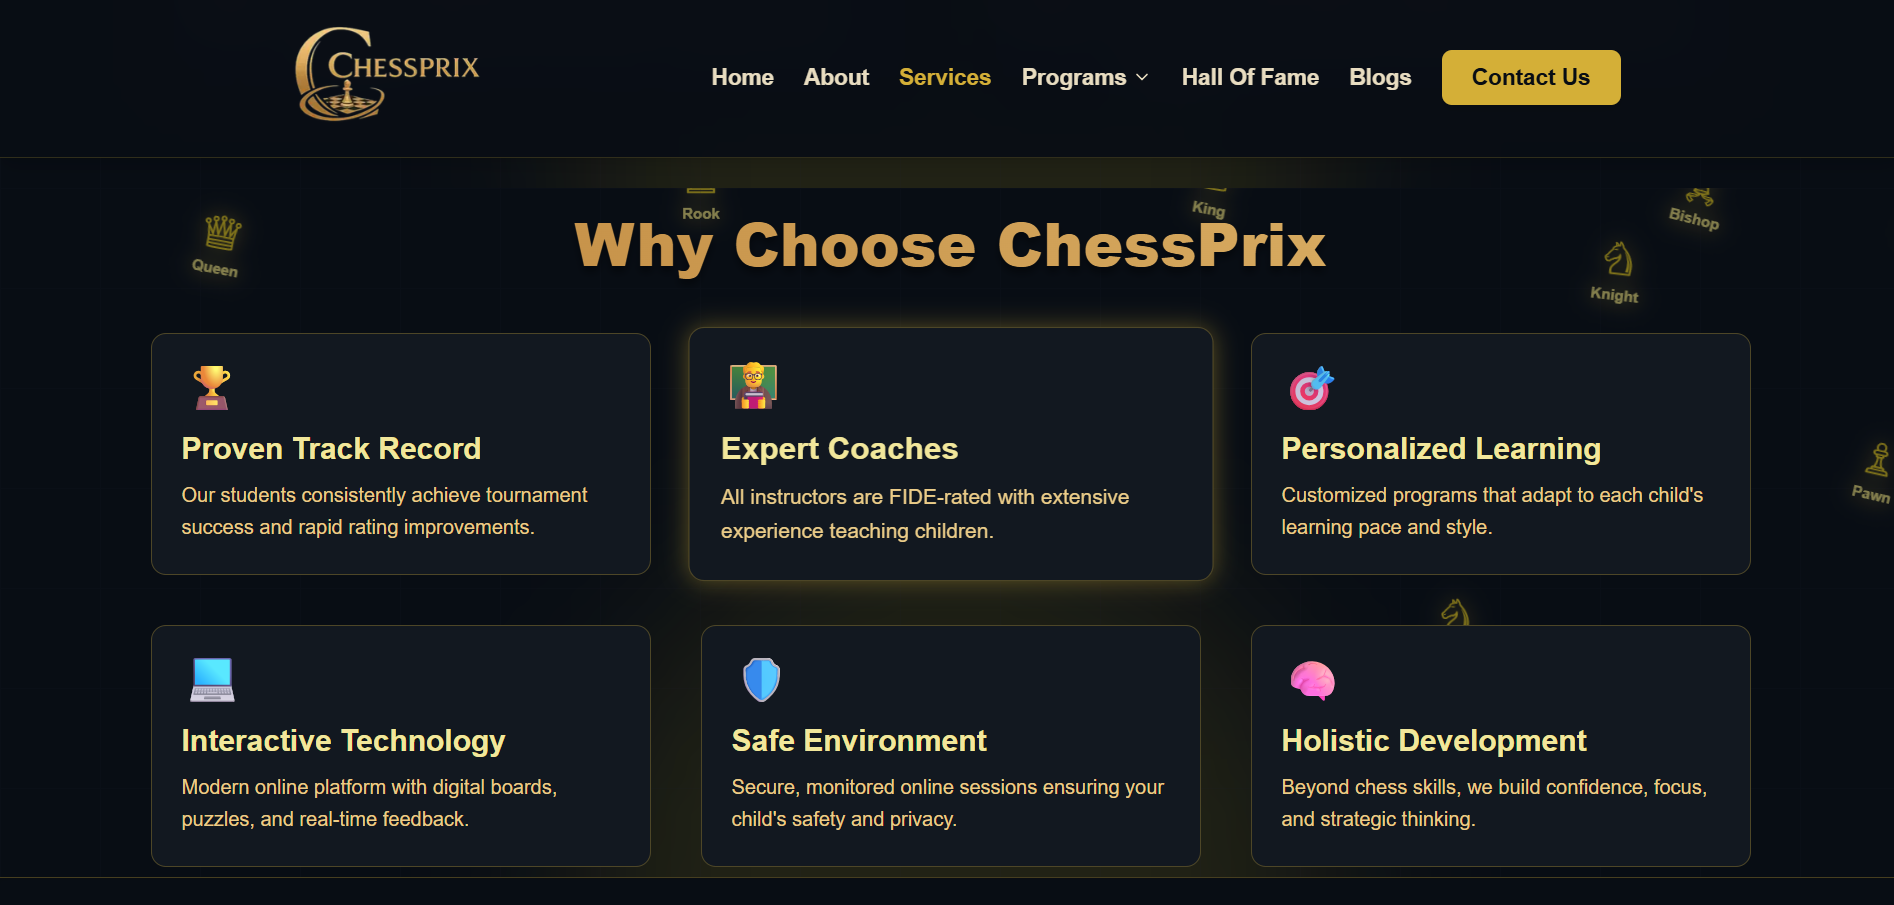 CHESSPRIX
Home About Services Programs Hall Of Fame Blogs Contact Us
Rook
King
Bishop
Queen
Knight
Why Choose ChessPrix
Proven Track Record
Our students consistently achieve tournament
success and rapid rating improvements.
Expert Coaches
All instructors are FIDE-rated with extensive
experience teaching children.
Personalized Learning
Customized programs that adapt to each child's
learning pace and style.
Pawn
Interactive Technology
Modern online platform with digital boards,
puzzles, and real-time feedback.
Safe Environment
Secure, monitored online sessions ensuring your
child's safety and privacy.
Holistic Development
Beyond chess skills, we build confidence, focus,
and strategic thinking.